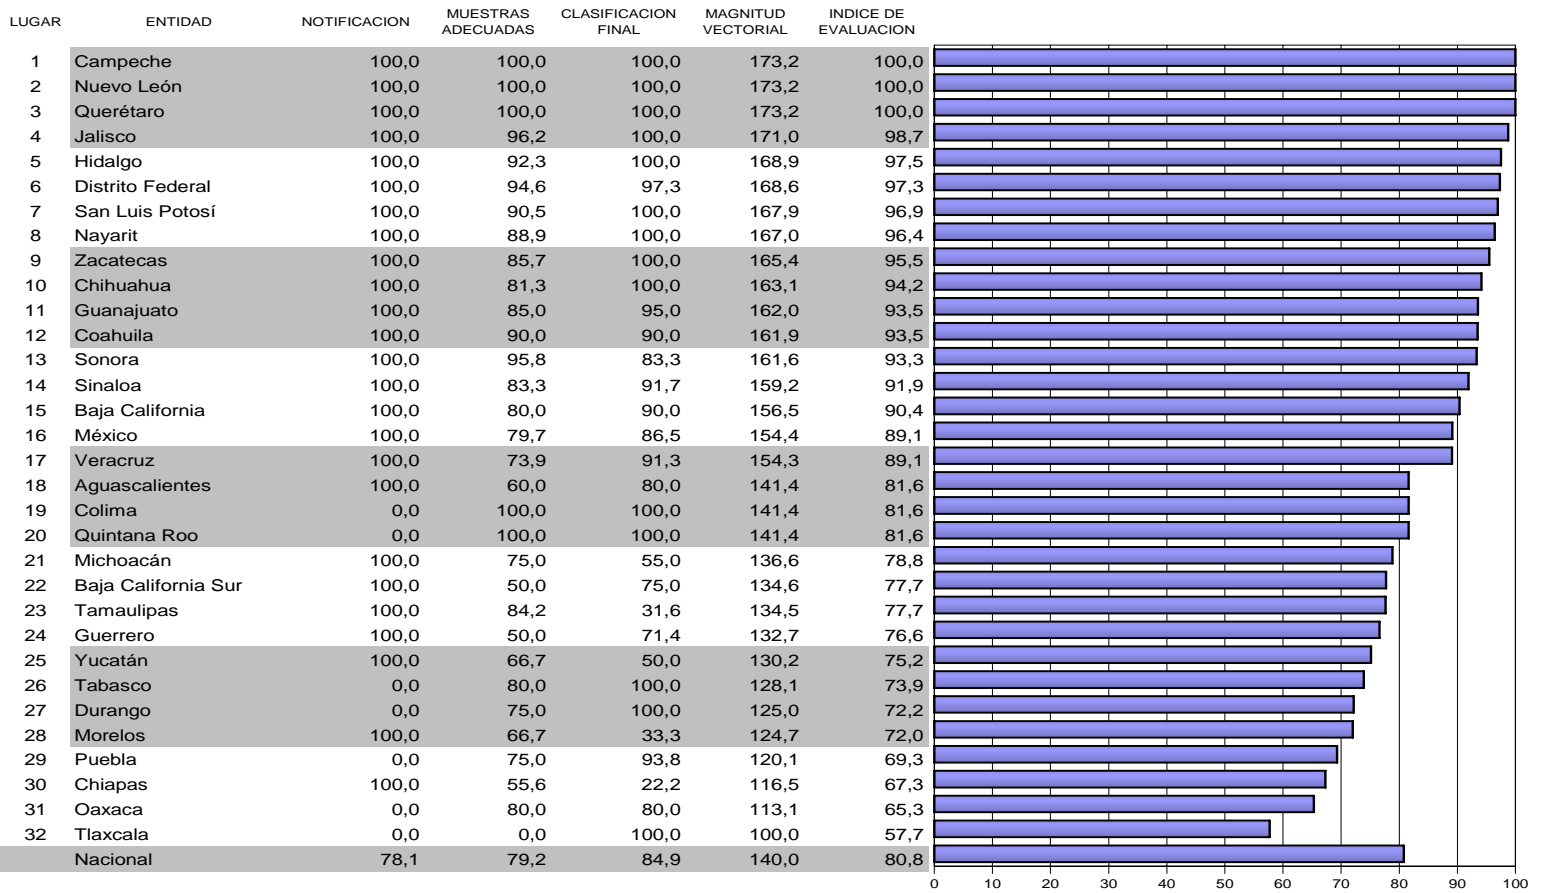 LUGAR ENTIDAD NOTIFICACION MUESTRAS ADECUADAS CLASIFICACION FINAL MAGNITUD VECTORIAL INDICE DE EVALUACION
1 Campeche 100,0 100,0 100,0 173,2 100,0
2 Nuevo León 100,0 100,0 100,0 173,2 100,0
3 Querétaro 100,0 100,0 100,0 173,2 100,0
4 Jalisco 100,0 96,2 100,0 171,0 98,7
5 Hidalgo 100,0 92,3 100,0 168,9 97,5
6 Distrito Federal 100,0 94,6 97,3 168,6 97,3
7 San Luis Potosí 100,0 90,5 100,0 167,9 96,9
8 Nayarit 100,0 88,9 100,0 167,0 96,4
9 Zacatecas 100,0 85,7 100,0 165,4 95,5
10 Chihuahua 100,0 81,3 100,0 163,1 94,2
11 Guanajuato 100,0 85,0 95,0 162,0 93,5
12 Coahuila 100,0 90,0 90,0 161,9 93,5
13 Sonora 100,0 95,8 83,3 161,6 93,3
14 Sinaloa 100,0 83,3 91,7 159,2 91,9
15 Baja California 100,0 80,0 90,0 156,5 90,4
16 México 100,0 79,7 86,5 154,4 89,1
17 Veracruz 100,0 73,9 91,3 154,3 89,1
18 Aguascalientes 100,0 60,0 80,0 141,4 81,6
19 Colima 0,0 100,0 100,0 141,4 81,6
20 Quintana Roo 0,0 100,0 100,0 141,4 81,6
21 Michoacán 100,0 75,0 55,0 136,6 78,8
22 Baja California Sur 100,0 50,0 75,0 134,6 77,7
23 Tamaulipas 100,0 84,2 31,6 134,5 77,7
24 Guerrero 100,0 50,0 71,4 132,7 76,6
25 Yucatán 100,0 66,7 50,0 130,2 75,2
26 Tabasco 0,0 80,0 100,0 128,1 73,9
27 Durango 0,0 75,0 100,0 125,0 72,2
28 Morelos 100,0 66,7 33,3 124,7 72,0
29 Puebla 0,0 75,0 93,8 120,1 69,3
30 Chiapas 100,0 55,6 22,2 116,5 67,3
31 Oaxaca 0,0 80,0 80,0 113,1 65,3
32 Tlaxcala 0,0 0,0 100,0 100,0 57,7
Nacional 78,1 79,2 84,9 140,0 80,8
0 10 20 30 40 50 60 70 80 90 100